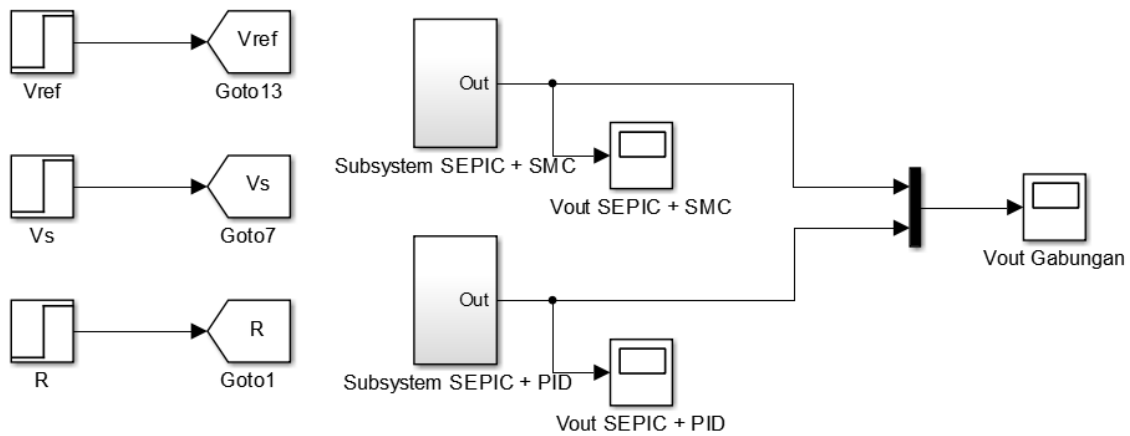 Vref
Vref
Goto13
Vs
Vs
Goto7
R
R
Goto1
Out
Subsystem SEPIC + SMC
Vout SEPIC + SMC
Out
Subsystem SEPIC + PID
Vout SEPIC + PID
Vout Gabungan